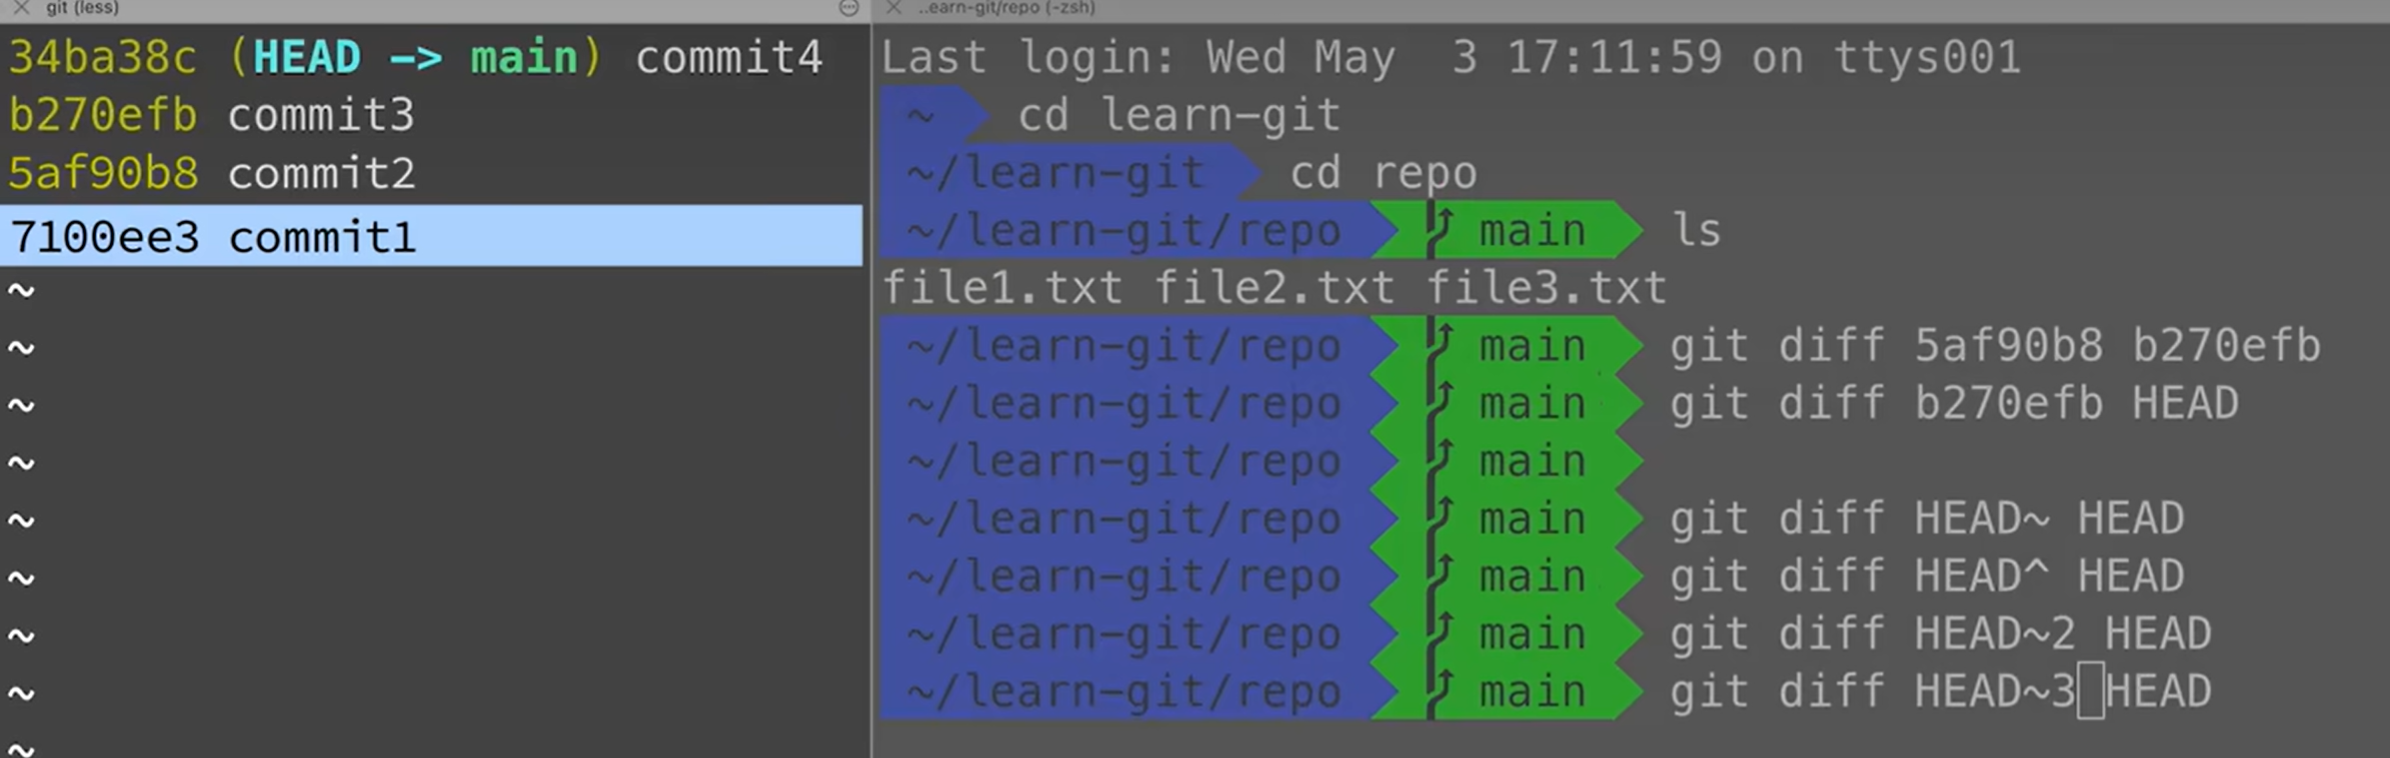 git (less)
34ba38c (HEAD -> main) commit4
b270efb commit3
5af90b8 commit2
7100ee3 commit1
~
~
~
~
~
~
~
~
~
..earn-git/repo (-zsh)
Last login: Wed May  3 17:11:59 on ttys001
~ cd learn-git
~/learn-git cd repo
~/learn-git/repo main ls
file1.txt file2.txt file3.txt
~/learn-git/repo main git diff 5af90b8 b270efb
~/learn-git/repo main git diff b270efb HEAD
~/learn-git/repo main
~/learn-git/repo main git diff HEAD~ HEAD
~/learn-git/repo main git diff HEAD^ HEAD
~/learn-git/repo main git diff HEAD~2 HEAD
~/learn-git/repo main git diff HEAD~3 HEAD